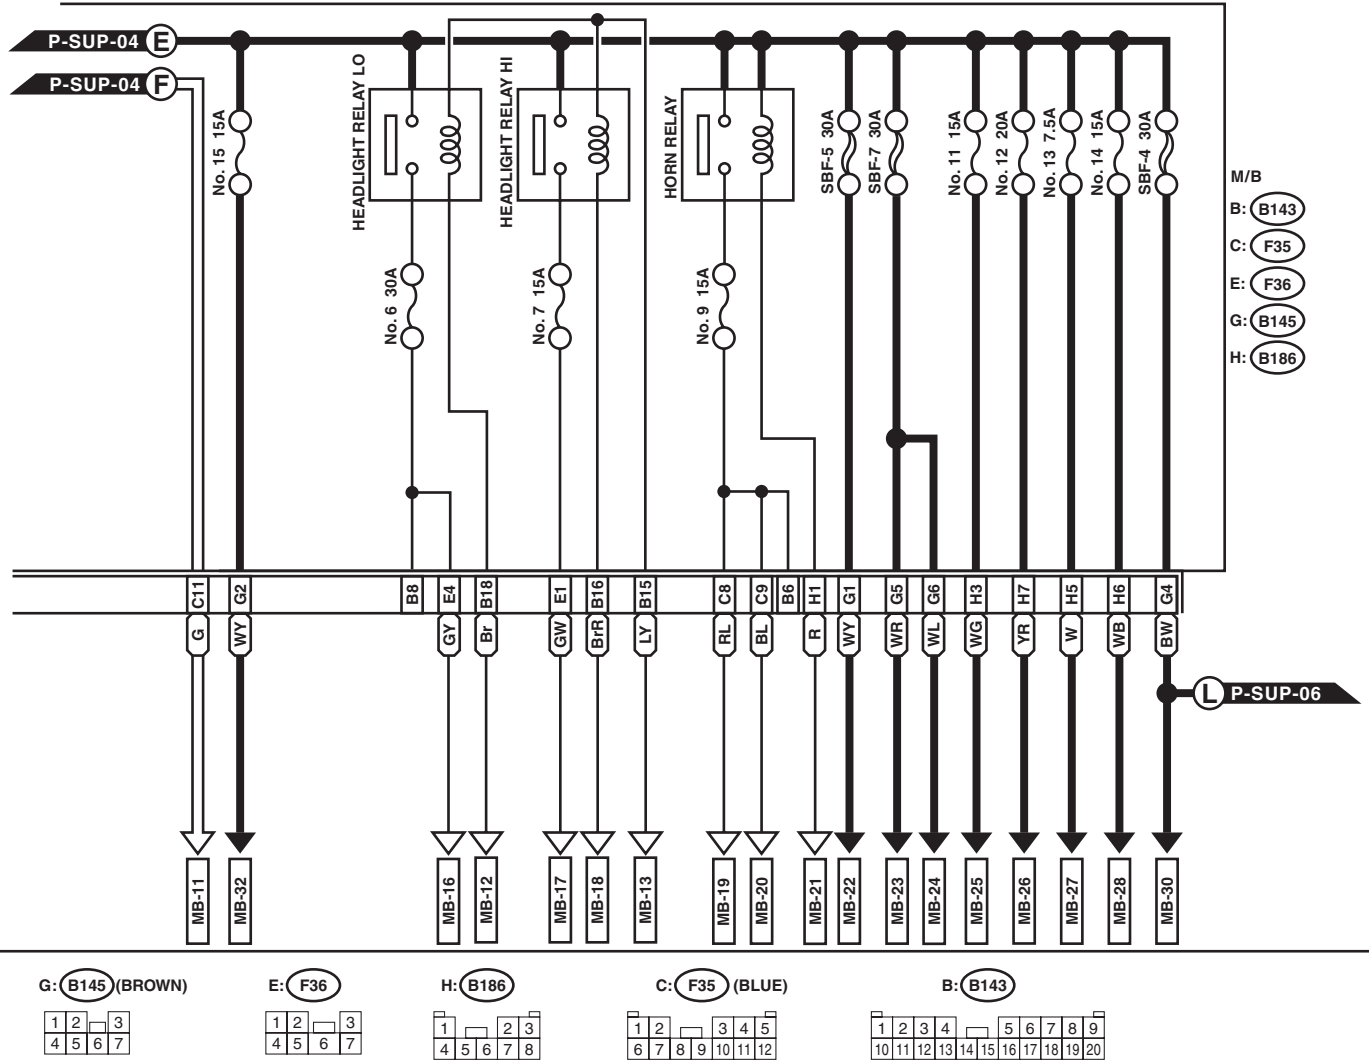 P-SUP-04 E
P-SUP-04 F
No. 15 15A
HEADLIGHT RELAY LO
HEADLIGHT RELAY HI
HORN RELAY
SBF-5 30A
SBF-7 30A
No. 11 15A
No. 12 20A
No. 13 7.5A
No. 14 15A
SBF-4 30A
M/B
B: B143
C: F35
E: F36
G: B145
H: B186
No. 6 30A
No. 7 15A
No. 9 15A
C11 G2 B8 E4 B18 E1 B16 B15 C8 C9 B6 H1 G1 G5 G6 H3 H7 H5 H6 G4
G WY GY Br GW BrR LY RL BL R WY WR WL WG YR W WB BW
L P-SUP-06
MB-11 MB-32 MB-16 MB-12 MB-17 MB-18 MB-13 MB-19 MB-20 MB-21 MB-22 MB-23 MB-24 MB-25 MB-26 MB-27 MB-28 MB-30
G: B145 (BROWN)
1 2 3
4 5 6 7
E: F36
1 2 3
4 5 6 7
H: B186
1 2 3
4 5 6 7 8
C: F35 (BLUE)
1 2 3 4 5
6 7 8 9 10 11 12
B: B143
1 2 3 4 5 6 7 8 9
10 11 12 13 14 15 16 17 18 19 20